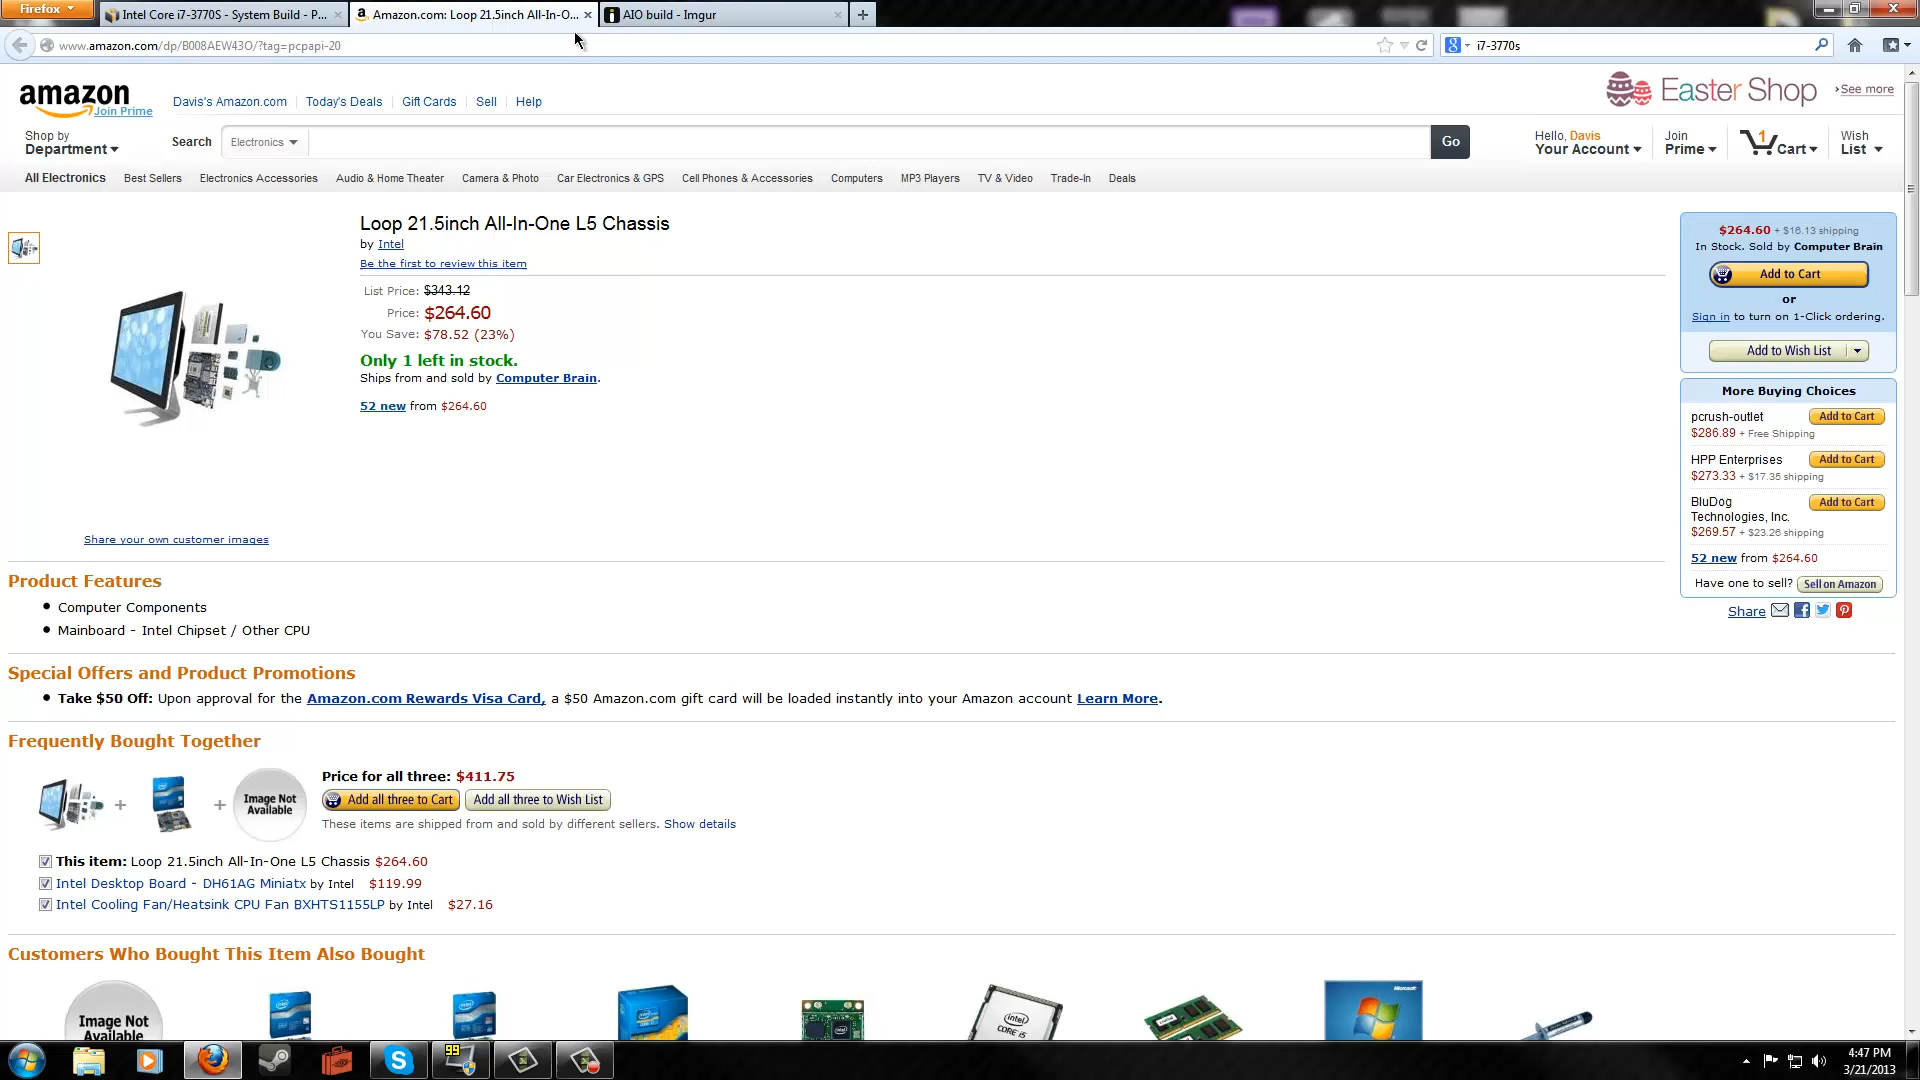 Firefox
Intel Core i7-3770S - System Build - P...
Amazon.com: Loop 21.5inch All-In-O...
AIO build - Imgur
www.amazon.com/dp/B008AEW43O/?tag=pcpapi-20
i7-3770s
amazon
Join Prime
Davis's Amazon.com
Today's Deals
Gift Cards
Sell
Help
Easter Shop
See more
Shop by
Department
Search
Electronics
Go
Hello, Davis
Your Account
Join
Prime
1
Cart
Wish
List
All Electronics
Best Sellers
Electronics Accessories
Audio & Home Theater
Camera & Photo
Car Electronics & GPS
Cell Phones & Accessories
Computers
MP3 Players
TV & Video
Trade-In
Deals
Loop 21.5inch All-In-One L5 Chassis
by Intel
Be the first to review this item
List Price: $343.12
Price: $264.60
You Save: $78.52 (23%)
Only 1 left in stock.
Ships from and sold by Computer Brain.
52 new from $264.60
Share your own customer images
$264.60 + $16.13 shipping
In Stock. Sold by Computer Brain
Add to Cart
or
Sign in to turn on 1-Click ordering.
Add to Wish List
More Buying Choices
pcrush-outlet
Add to Cart
$286.89 + Free Shipping
HPP Enterprises
Add to Cart
$273.33 + $17.35 shipping
BluDog
Technologies, Inc.
Add to Cart
$269.57 + $23.26 shipping
52 new from $264.60
Have one to sell? Sell on Amazon
Share
Product Features
Computer Components
Mainboard - Intel Chipset / Other CPU
Special Offers and Product Promotions
Take $50 Off: Upon approval for the Amazon.com Rewards Visa Card, a $50 Amazon.com gift card will be loaded instantly into your Amazon account Learn More.
Frequently Bought Together
Image Not
Available
Price for all three: $411.75
Add all three to Cart
Add all three to Wish List
These items are shipped from and sold by different sellers. Show details
This item: Loop 21.5inch All-In-One L5 Chassis $264.60
Intel Desktop Board - DH61AG Miniatx by Intel $119.99
Intel Cooling Fan/Heatsink CPU Fan BXHTS1155LP by Intel $27.16
Customers Who Bought This Item Also Bought
Image Not
Available
intel
CORE i5
Microsoft
99
4:47 PM
3/21/2013